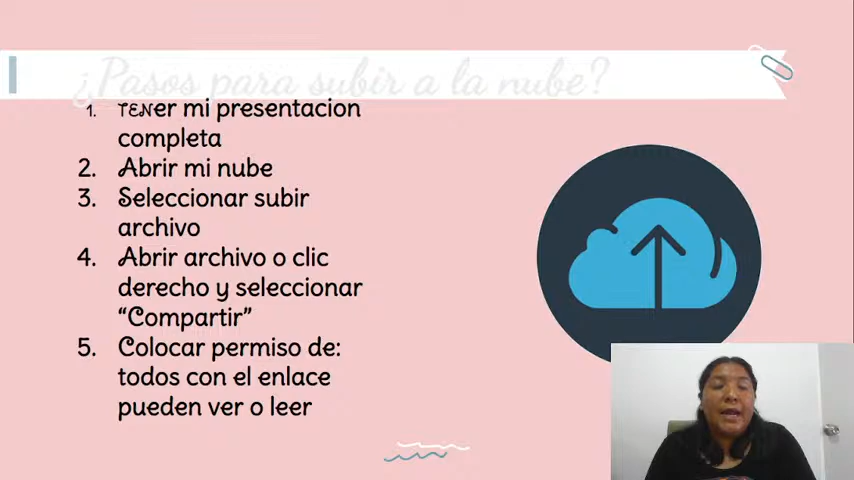 ¿Pasos para subir a la nube?
1. TENer mi presentacion
completa
2. Abrir mi nube
3. Seleccionar subir
archivo
4. Abrir archivo o clic
derecho y seleccionar
“Compartir”
5. Colocar permiso de:
todos con el enlace
pueden ver o leer